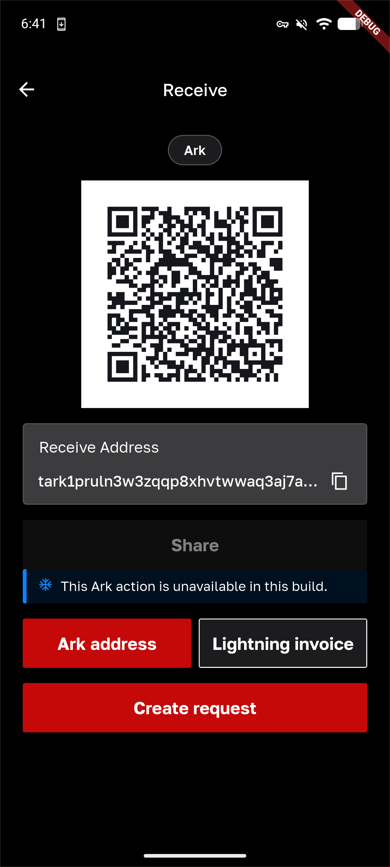 6:41
DEBUG
Receive
Ark
Receive Address
tark1pruln3w3zqqp8xhvtwwaq3aj7a...
Share
This Ark action is unavailable in this build.
Ark address
Lightning invoice
Create request